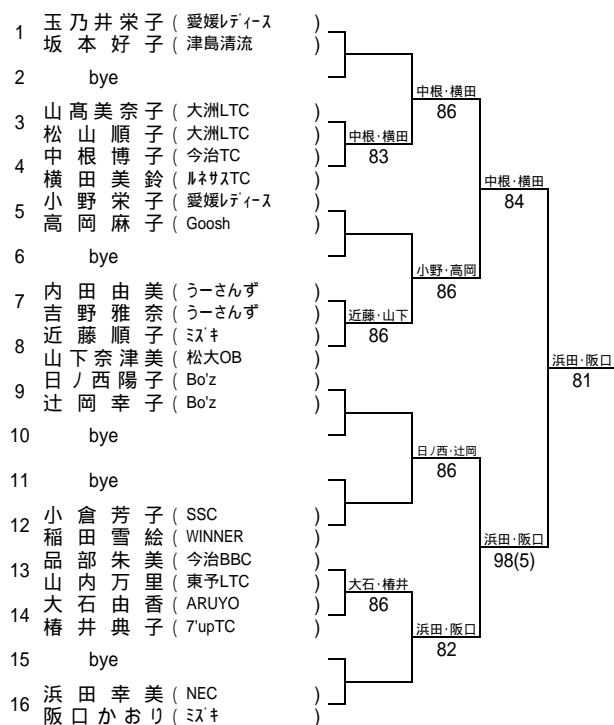 1 玉乃井栄子 ( 愛媛レディース )
坂本好子 ( 津島清流 )
2 bye
3 山髙美奈子 ( 大洲LTC )
松山順子 ( 大洲LTC )
4 中根博子 ( 今治TC )
横田美鈴 ( ルネサスTC )
5 小野栄子 ( 愛媛レディース )
高岡麻子 ( Goosh )
6 bye
7 内田由美 ( うーさんず )
吉野雅奈 ( うーさんず )
8 近藤順子 ( ミズキ )
山下奈津美 ( 松大OB )
9 日ノ西陽子 ( Bo'z )
辻岡幸子 ( Bo'z )
10 bye
11 bye
12 小倉芳子 ( SSC )
稲田雪絵 ( WINNER )
13 品部朱美 ( 今治BBC )
山内万里 ( 東予LTC )
14 大石由香 ( ARUYO )
椿井典子 ( 7'upTC )
15 bye
16 浜田幸美 ( NEC )
阪口かおり ( ミズキ )
中根・横田
83
近藤・山下
86
大石・椿井
86
中根・横田
86
小野・高岡
86
日ノ西・辻岡
86
浜田・阪口
82
中根・横田
84
浜田・阪口
98(5)
浜田・阪口
81